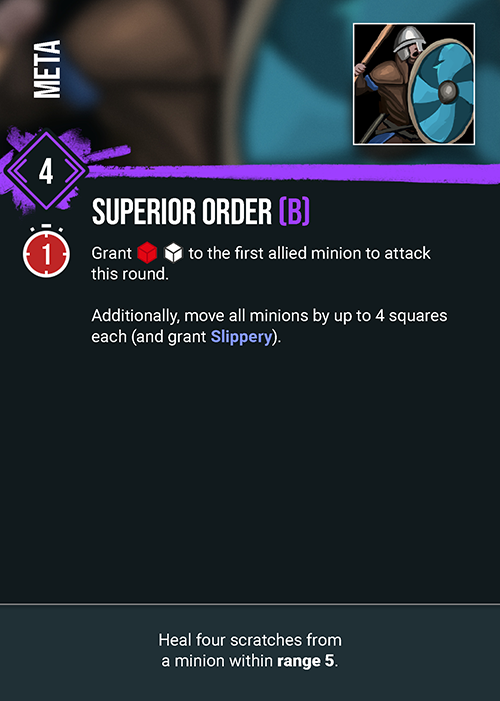 META
4
SUPERIOR ORDER (B)
1
Grant to the first allied minion to attack
this round.
Additionally, move all minions by up to 4 squares
each (and grant Slippery).
Heal four scratches from
a minion within range 5.